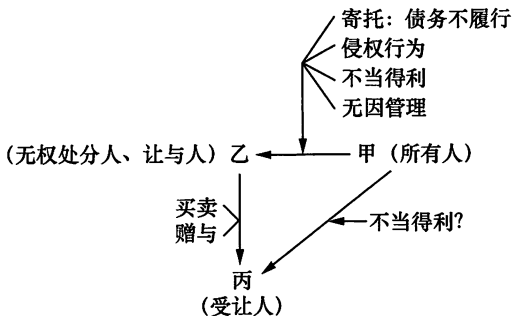 寄托：债务不履行
侵权行为
不当得利
无因管理
（无权处分人、让与人）乙
甲（所有人）
买卖
赠与
不当得利？
丙
（受让人）